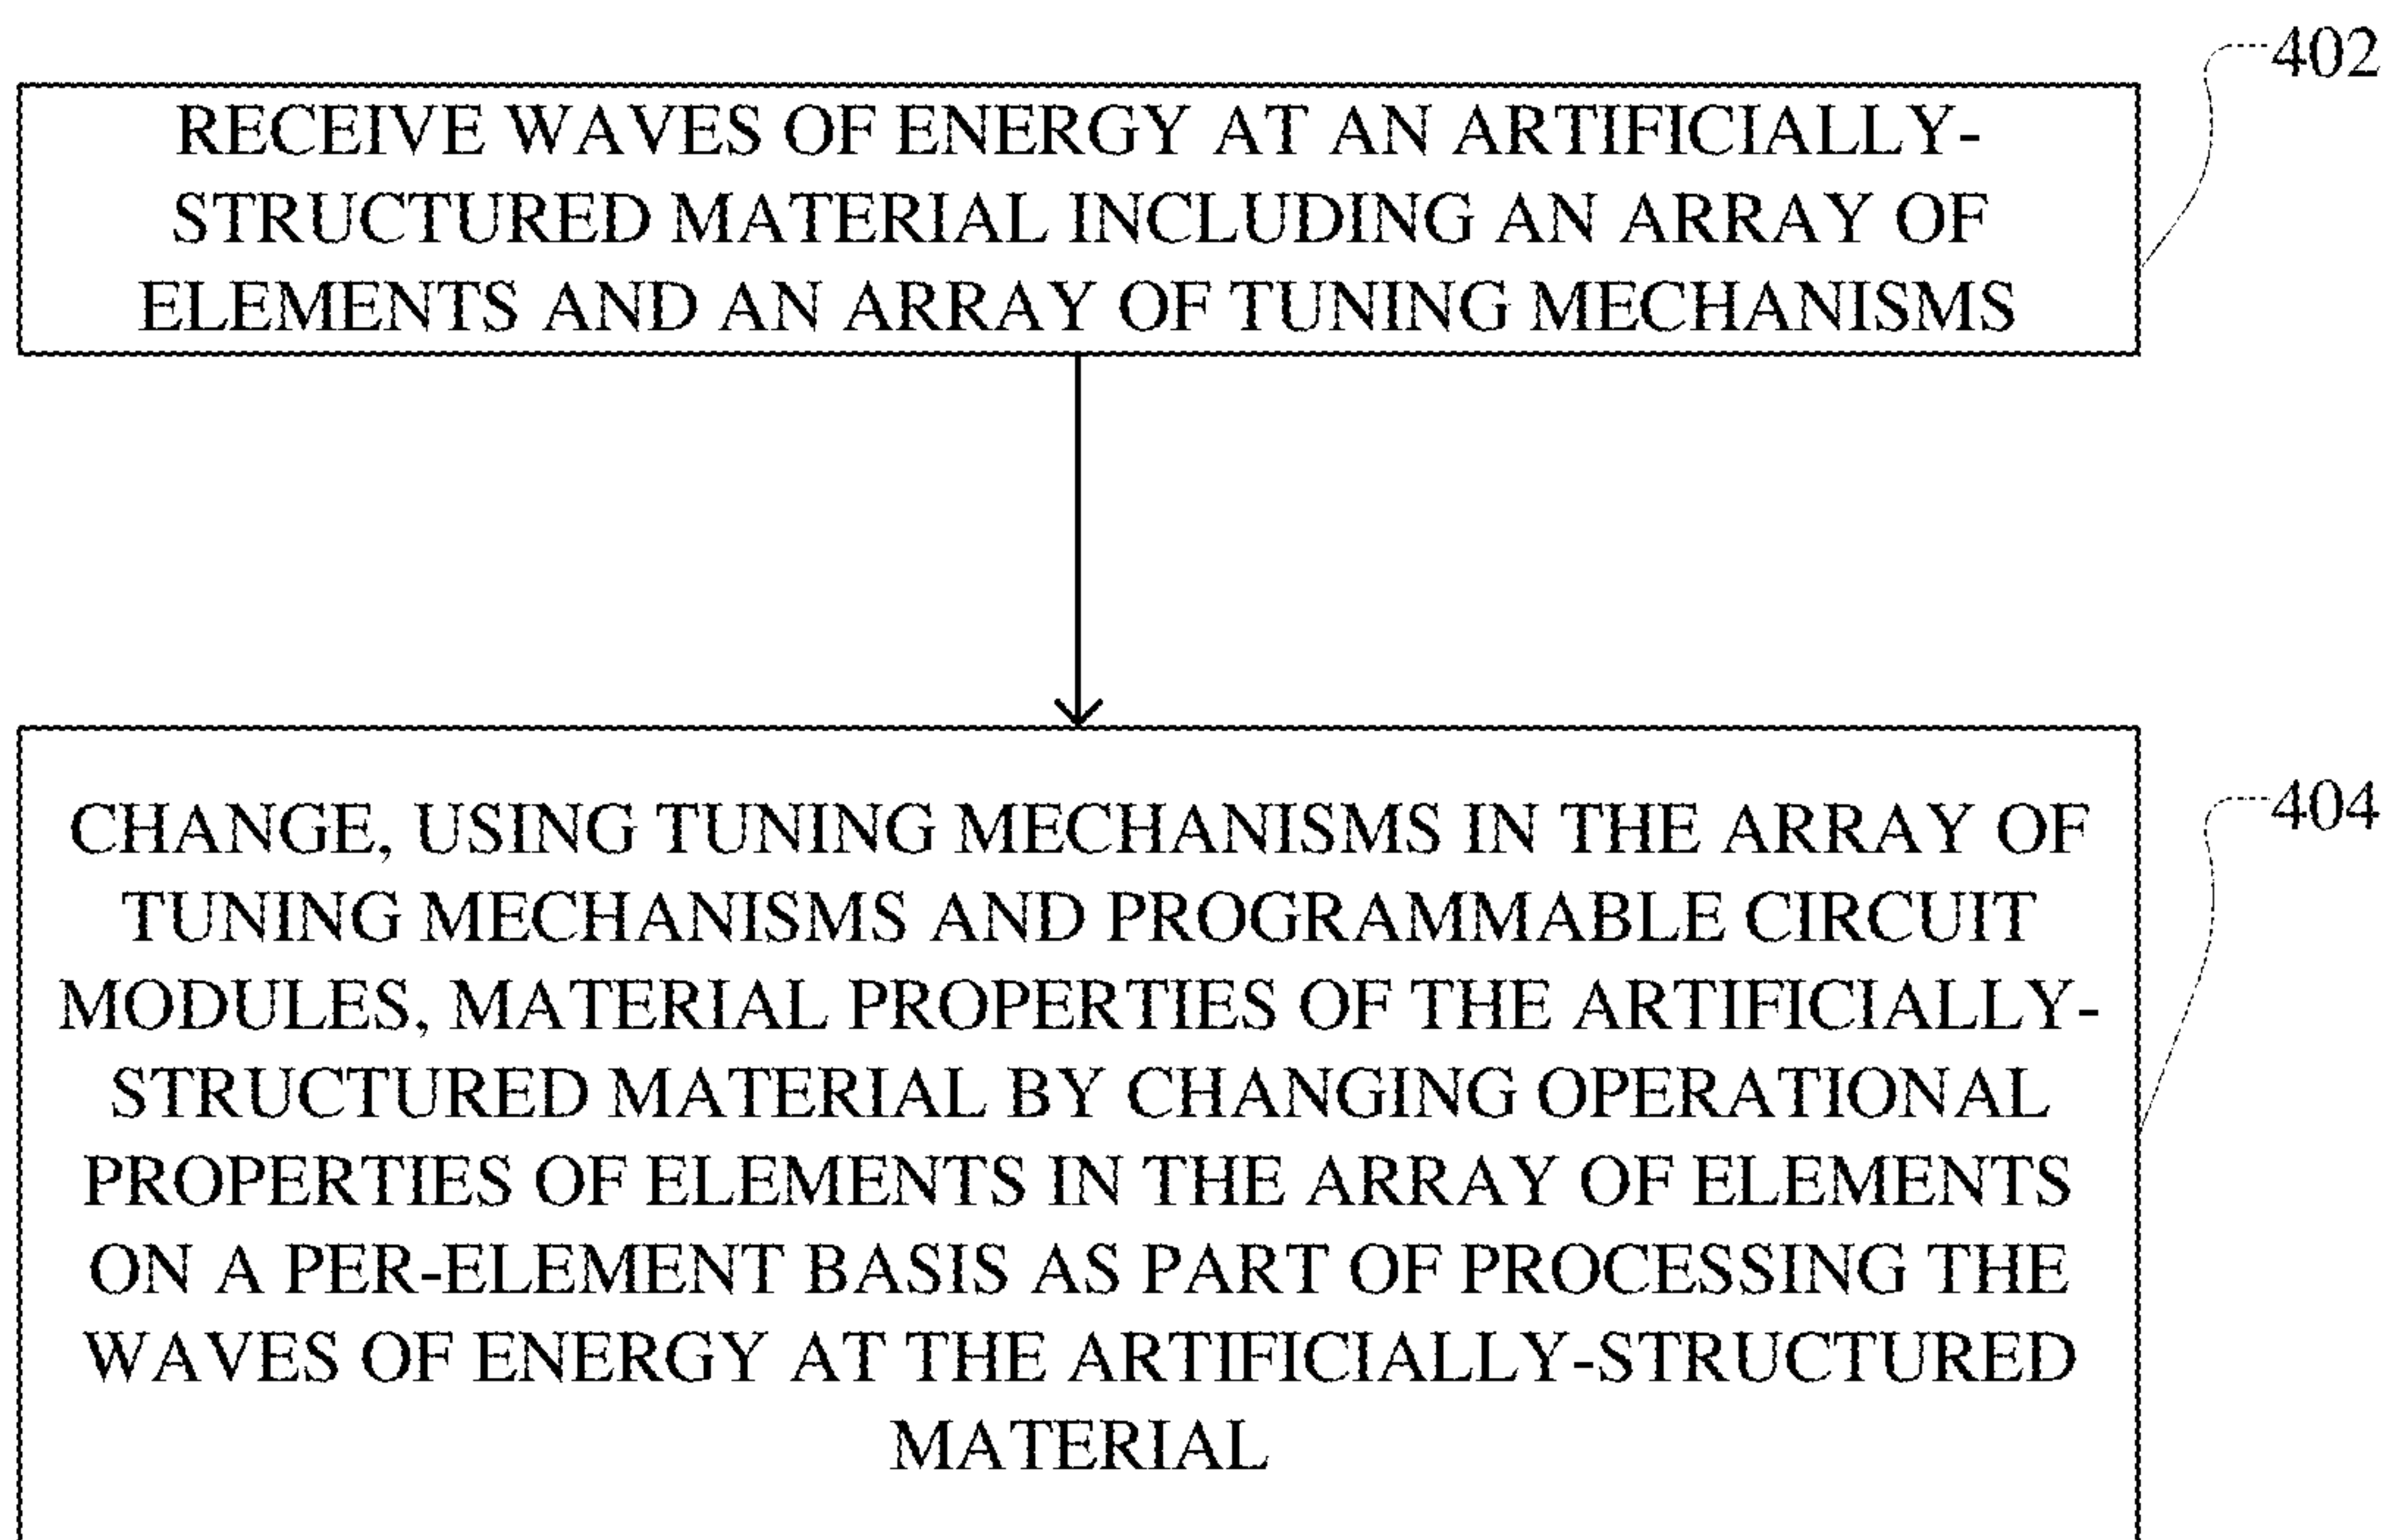 402
RECEIVE WAVES OF ENERGY AT AN ARTIFICIALLY-
STRUCTURED MATERIAL INCLUDING AN ARRAY OF
ELEMENTS AND AN ARRAY OF TUNING MECHANISMS
404
CHANGE, USING TUNING MECHANISMS IN THE ARRAY OF
TUNING MECHANISMS AND PROGRAMMABLE CIRCUIT
MODULES, MATERIAL PROPERTIES OF THE ARTIFICIALLY-
STRUCTURED MATERIAL BY CHANGING OPERATIONAL
PROPERTIES OF ELEMENTS IN THE ARRAY OF ELEMENTS
ON A PER-ELEMENT BASIS AS PART OF PROCESSING THE
WAVES OF ENERGY AT THE ARTIFICIALLY-STRUCTURED
MATERIAL